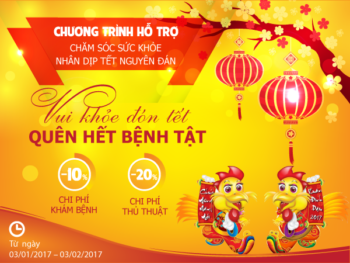 CHƯƠNG TRÌNH HỖ TRỢ
CHĂM SÓC SỨC KHỎE
NHÂN DỊP TẾT NGUYÊN ĐÁN
Vui khỏe đón tết
QUÊN HẾT BỆNH TẬT
-10%
-20%
CHI PHÍ
KHÁM BỆNH
CHI PHÍ
THỦ THUẬT
2017
Từ ngày
03/01/2017 – 03/02/2017